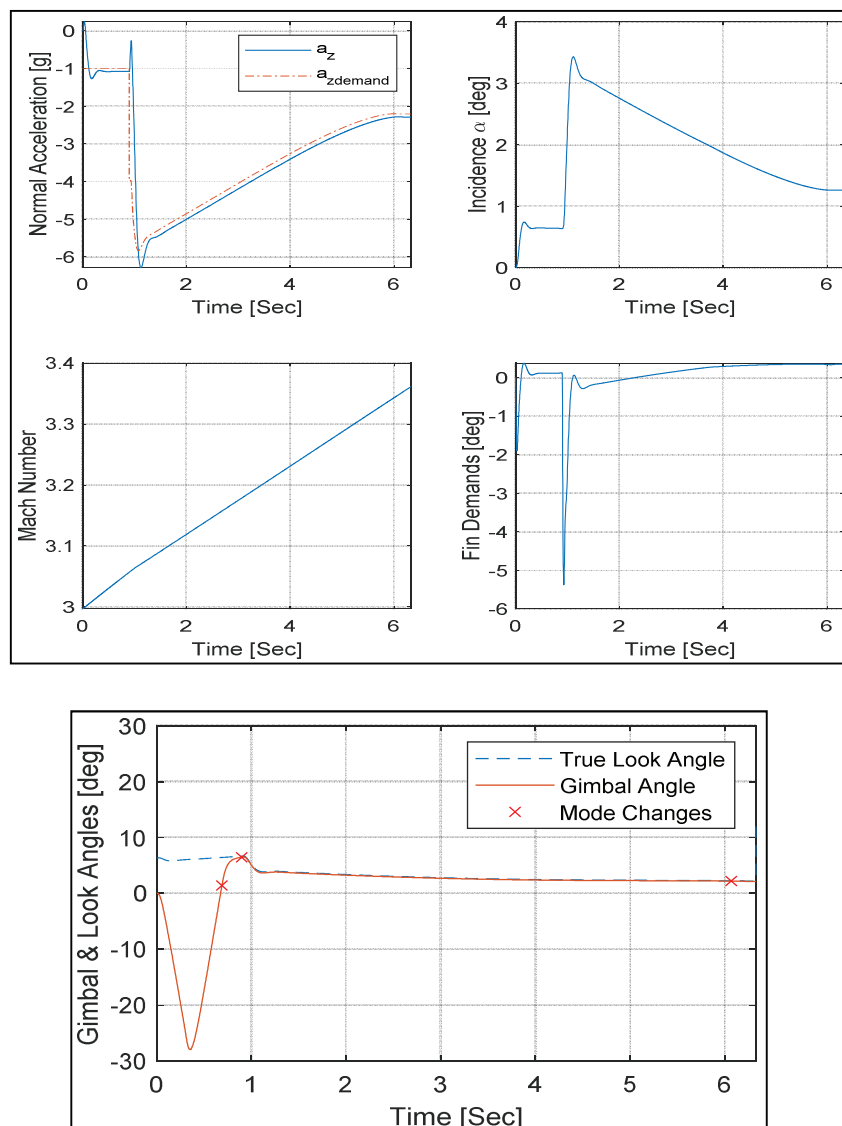 0
-1
-2
-3
-4
-5
-6
Normal Acceleration [g]
a_z
a_zdemand
0 2 4 6
Time [Sec]
4
3
2
1
0
Incidence α [deg]
0 2 4 6
Time [Sec]
3.4
3.3
3.2
3.1
3
Mach Number
0 2 4 6
Time [Sec]
0
-1
-2
-3
-4
-5
-6
Fin Demands [deg]
0 2 4 6
Time [Sec]
30
20
10
0
-10
-20
-30
Gimbal & Look Angles [deg]
True Look Angle
Gimbal Angle
Mode Changes
0 1 2 3 4 5 6
Time [Sec]